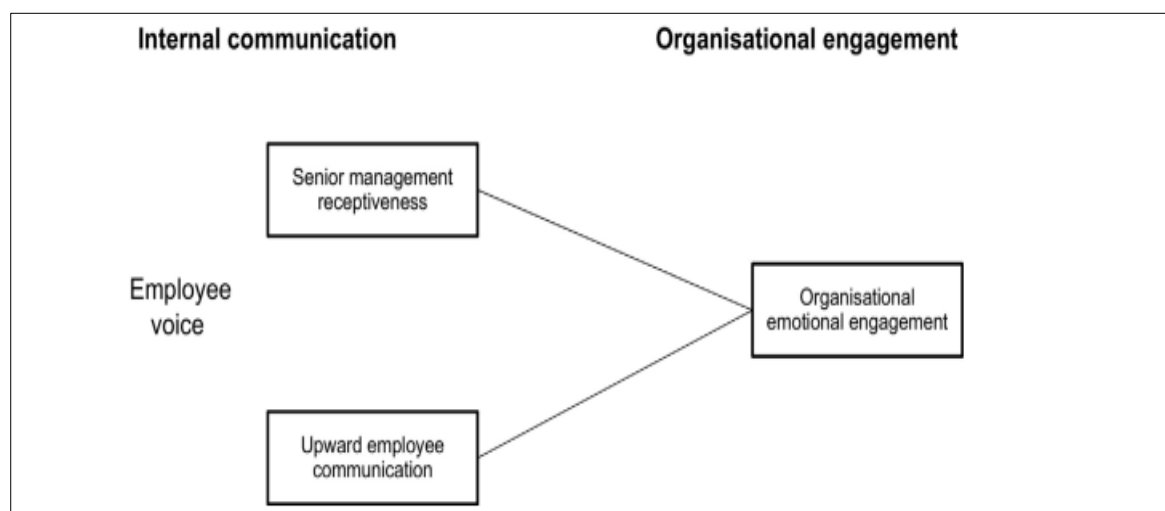 Internal communication
Organisational engagement
Senior management
receptiveness
Employee
voice
Organisational
emotional engagement
Upward employee
communication